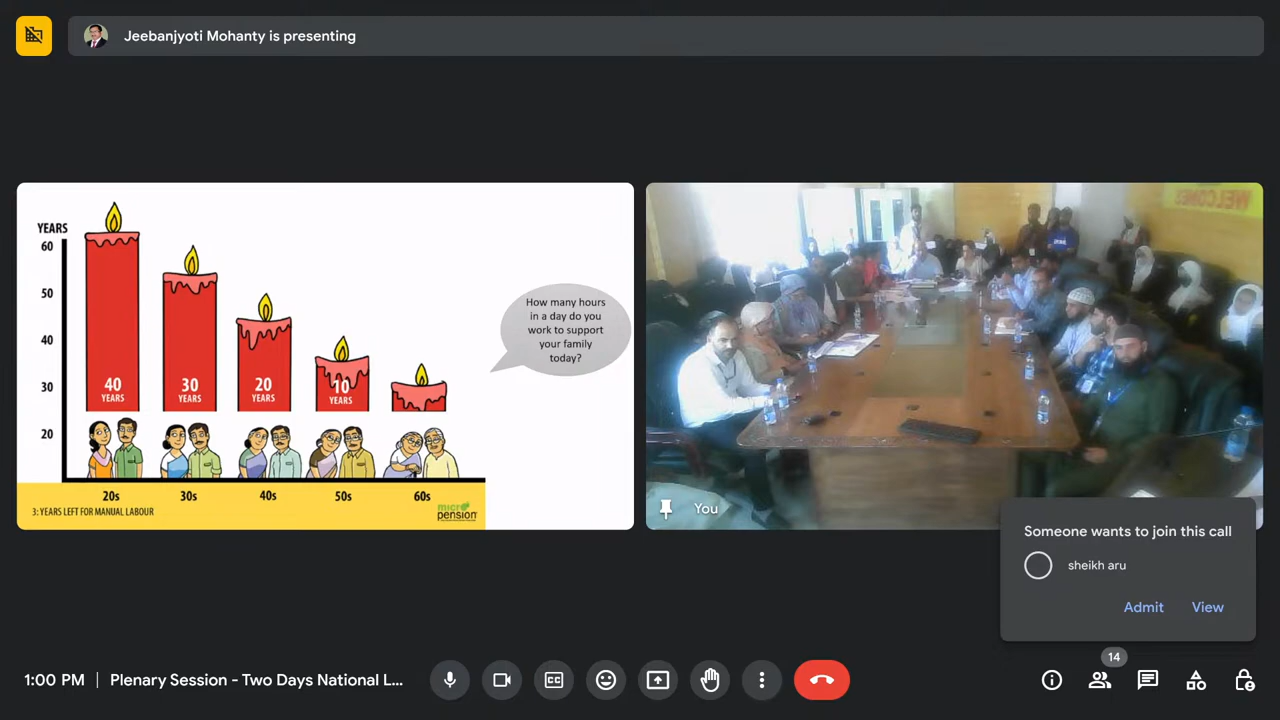 Jeebanjyoti Mohanty is presenting
YEARS
60
50
40
30
20
40
YEARS
30
YEARS
20
YEARS
10
YEARS
20s
30s
40s
50s
60s
3: YEARS LEFT FOR MANUAL LABOUR
micro
pension
How many hours
in a day do you
work to support
your family
today?
WELCOME
You
Someone wants to join this call
sheikh aru
Admit
View
14
1:00 PM
Plenary Session - Two Days National L...
CC